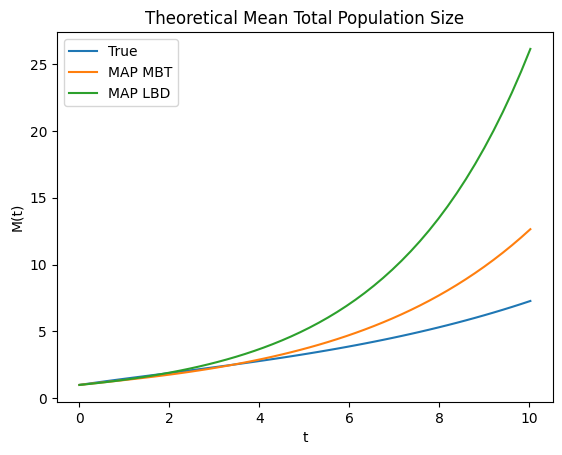 Theoretical Mean Total Population Size
True
MAP MBT
MAP LBD
M(t)
25
20
15
10
5
0
0 2 4 6 8 10
t